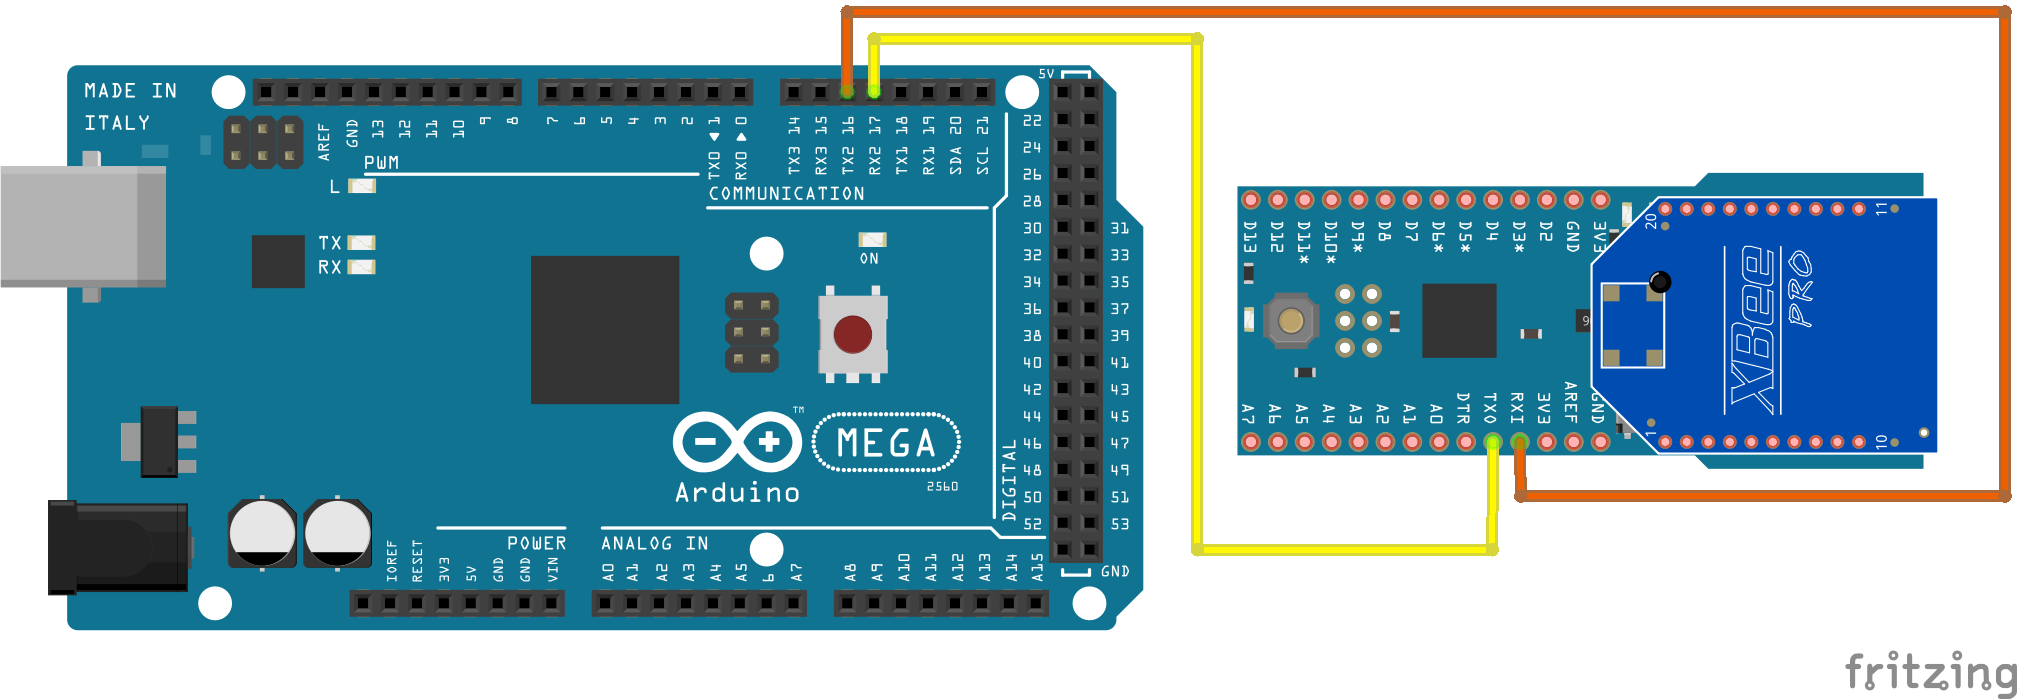 MADE IN
ITALY
AREF
GND
13
12
11
10
9
8
7
6
5
4
3
2
TX0 1
RX0 0
TX3 14
RX3 15
TX2 16
RX2 17
TX1 18
RX1 19
SDA 20
SCL 21
PWM
COMMUNICATION
L
TX
RX
ON
5V
22
24
26
28
30 31
32 33
34 35
36 37
38 39
40 41
42 43
44 45
46 47
48 49
50 51
52 53
GND
DIGITAL
TM
MEGA
2560
Arduino
POWER
ANALOG IN
IOREF
RESET
3V3
5V
GND
GND
VIN
A0
A1
A2
A3
A4
A5
6
A7
A8
A9
A10
A11
A12
A13
A14
A15
D13
D12
D11*
D10*
D9*
D8
D7
D6*
D5*
D4
D3*
D2
GND
3V3
A7
A6
A5
A4
A3
A2
A1
A0
DTR
TXO
RXI
3V3
AREF
GND
20
11
1
10
XBee
PRO
fritzing